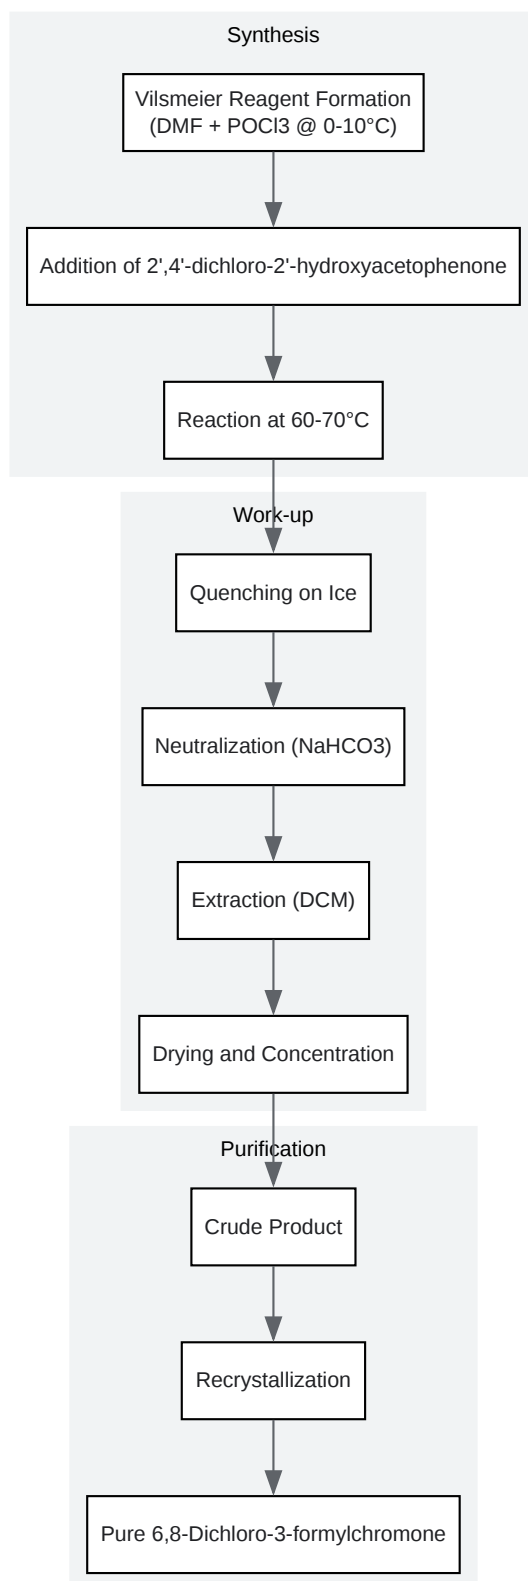 Synthesis
Vilsmeier Reagent Formation
(DMF + POCl3 @ 0-10°C)
Addition of 2',4'-dichloro-2'-hydroxyacetophenone
Reaction at 60-70°C
Work-up
Quenching on Ice
Neutralization (NaHCO3)
Extraction (DCM)
Drying and Concentration
Purification
Crude Product
Recrystallization
Pure 6,8-Dichloro-3-formylchromone